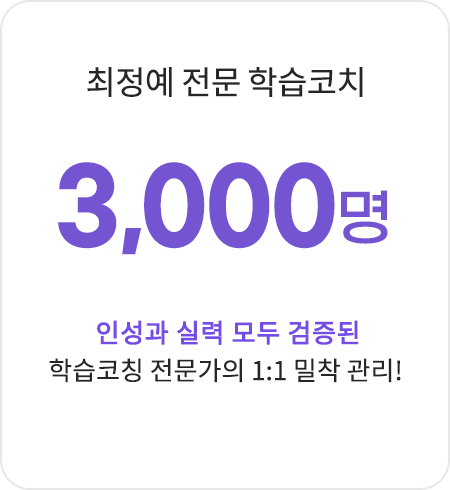 최정예 전문 학습코치
3,000명
인성과 실력 모두 검증된
학습코칭 전문가의 1:1 밀착 관리!